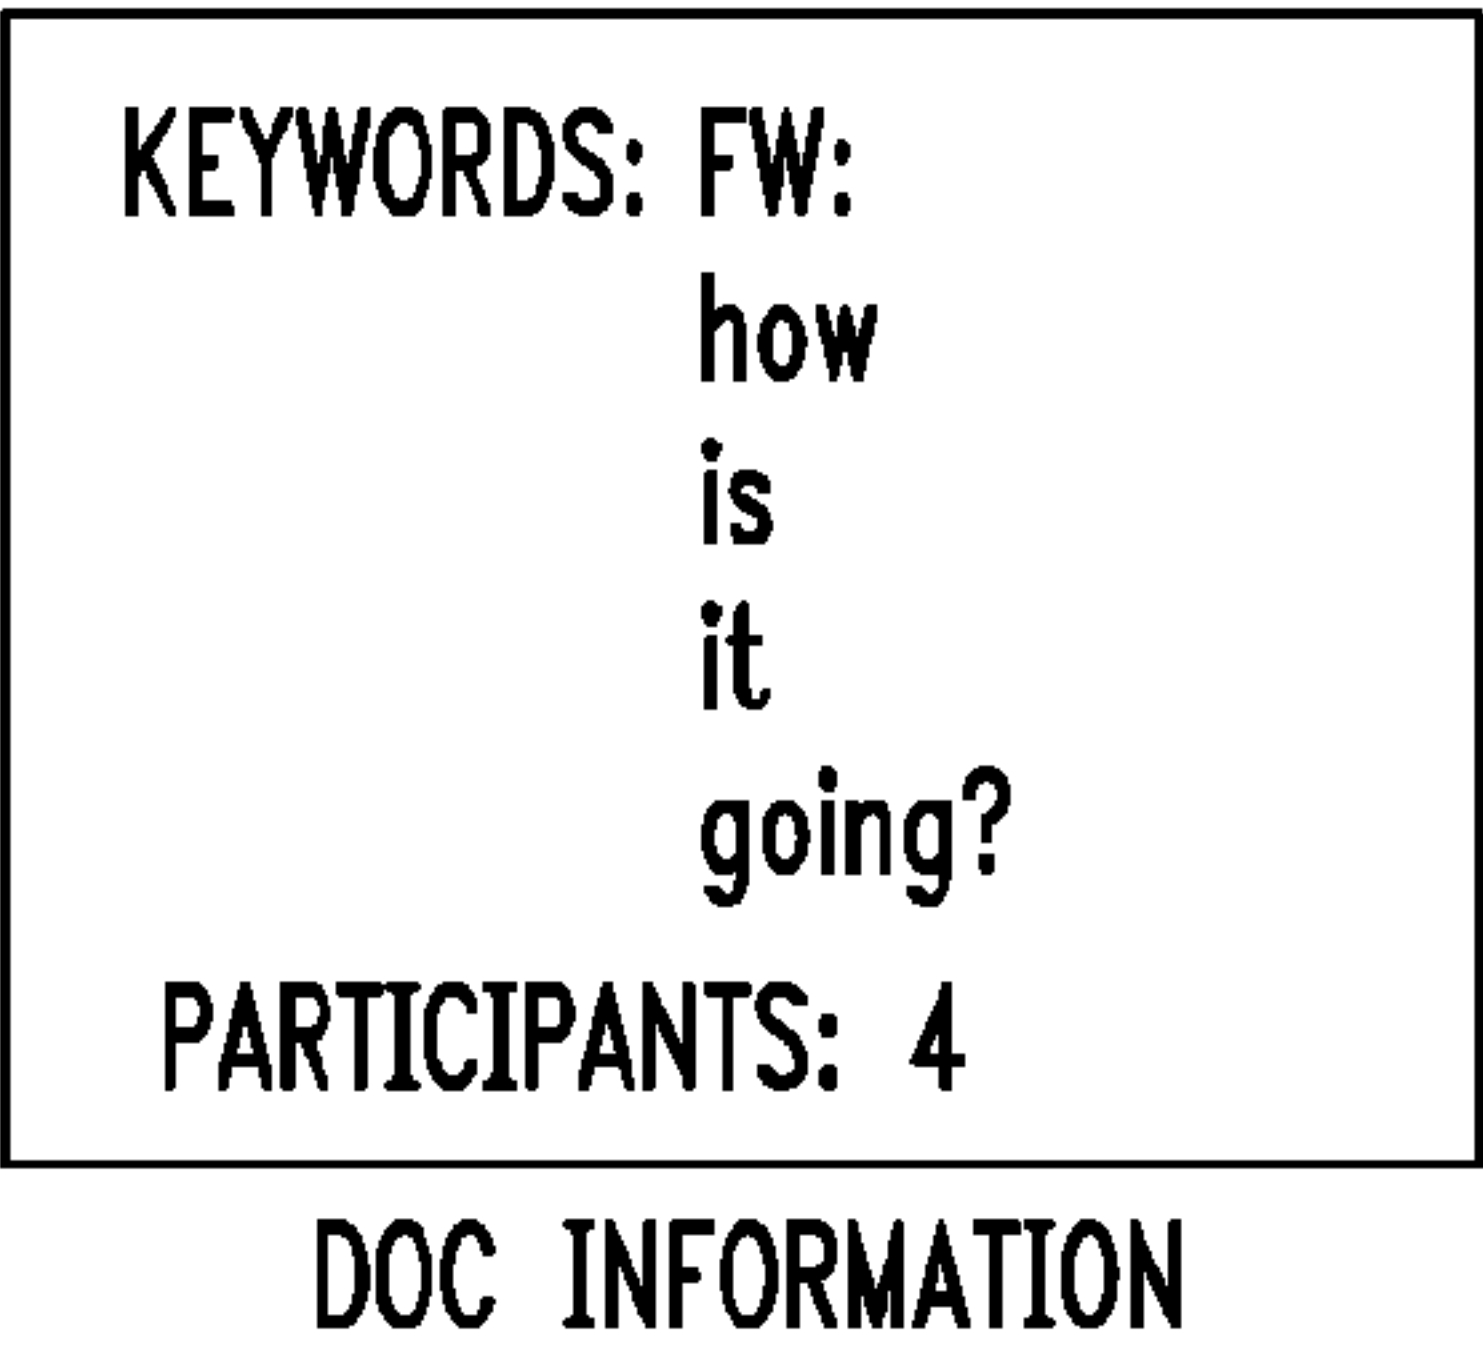 KEYWORDS: FW:
how
is
it
going?
PARTICIPANTS: 4
DOC INFORMATION